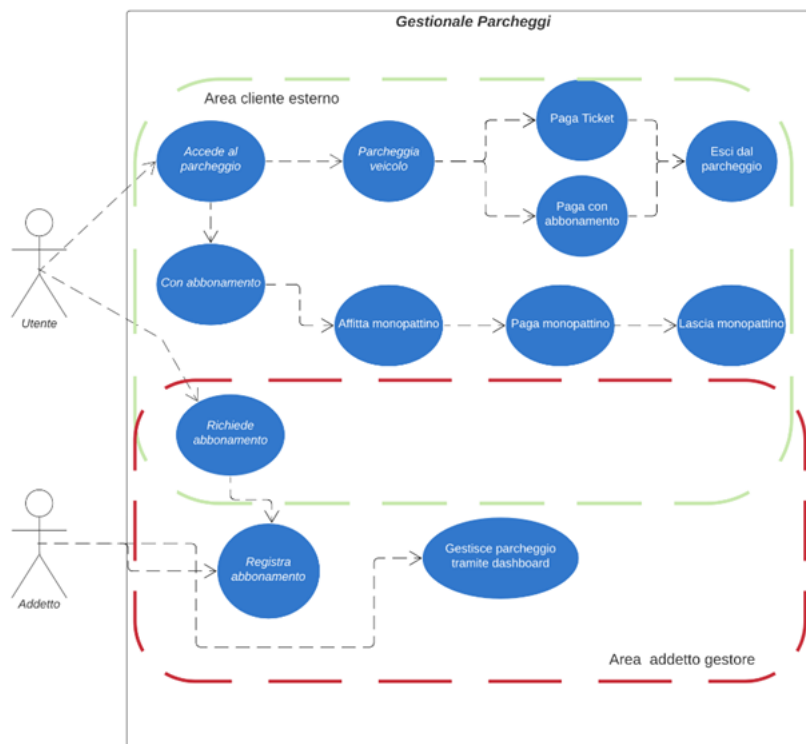 Gestionale Parcheggi
Area cliente esterno
Accede al
parcheggio
Parcheggia
veicolo
Paga Ticket
Paga con
abbonamento
Esci dal
parcheggio
Utente
Con abbonamento
Affitta monopattino
Paga monopattino
Lascia monopattino
Richiede
abbonamento
Addetto
Registra
abbonamento
Gestisce parcheggio
tramite dashboard
Area addetto gestore